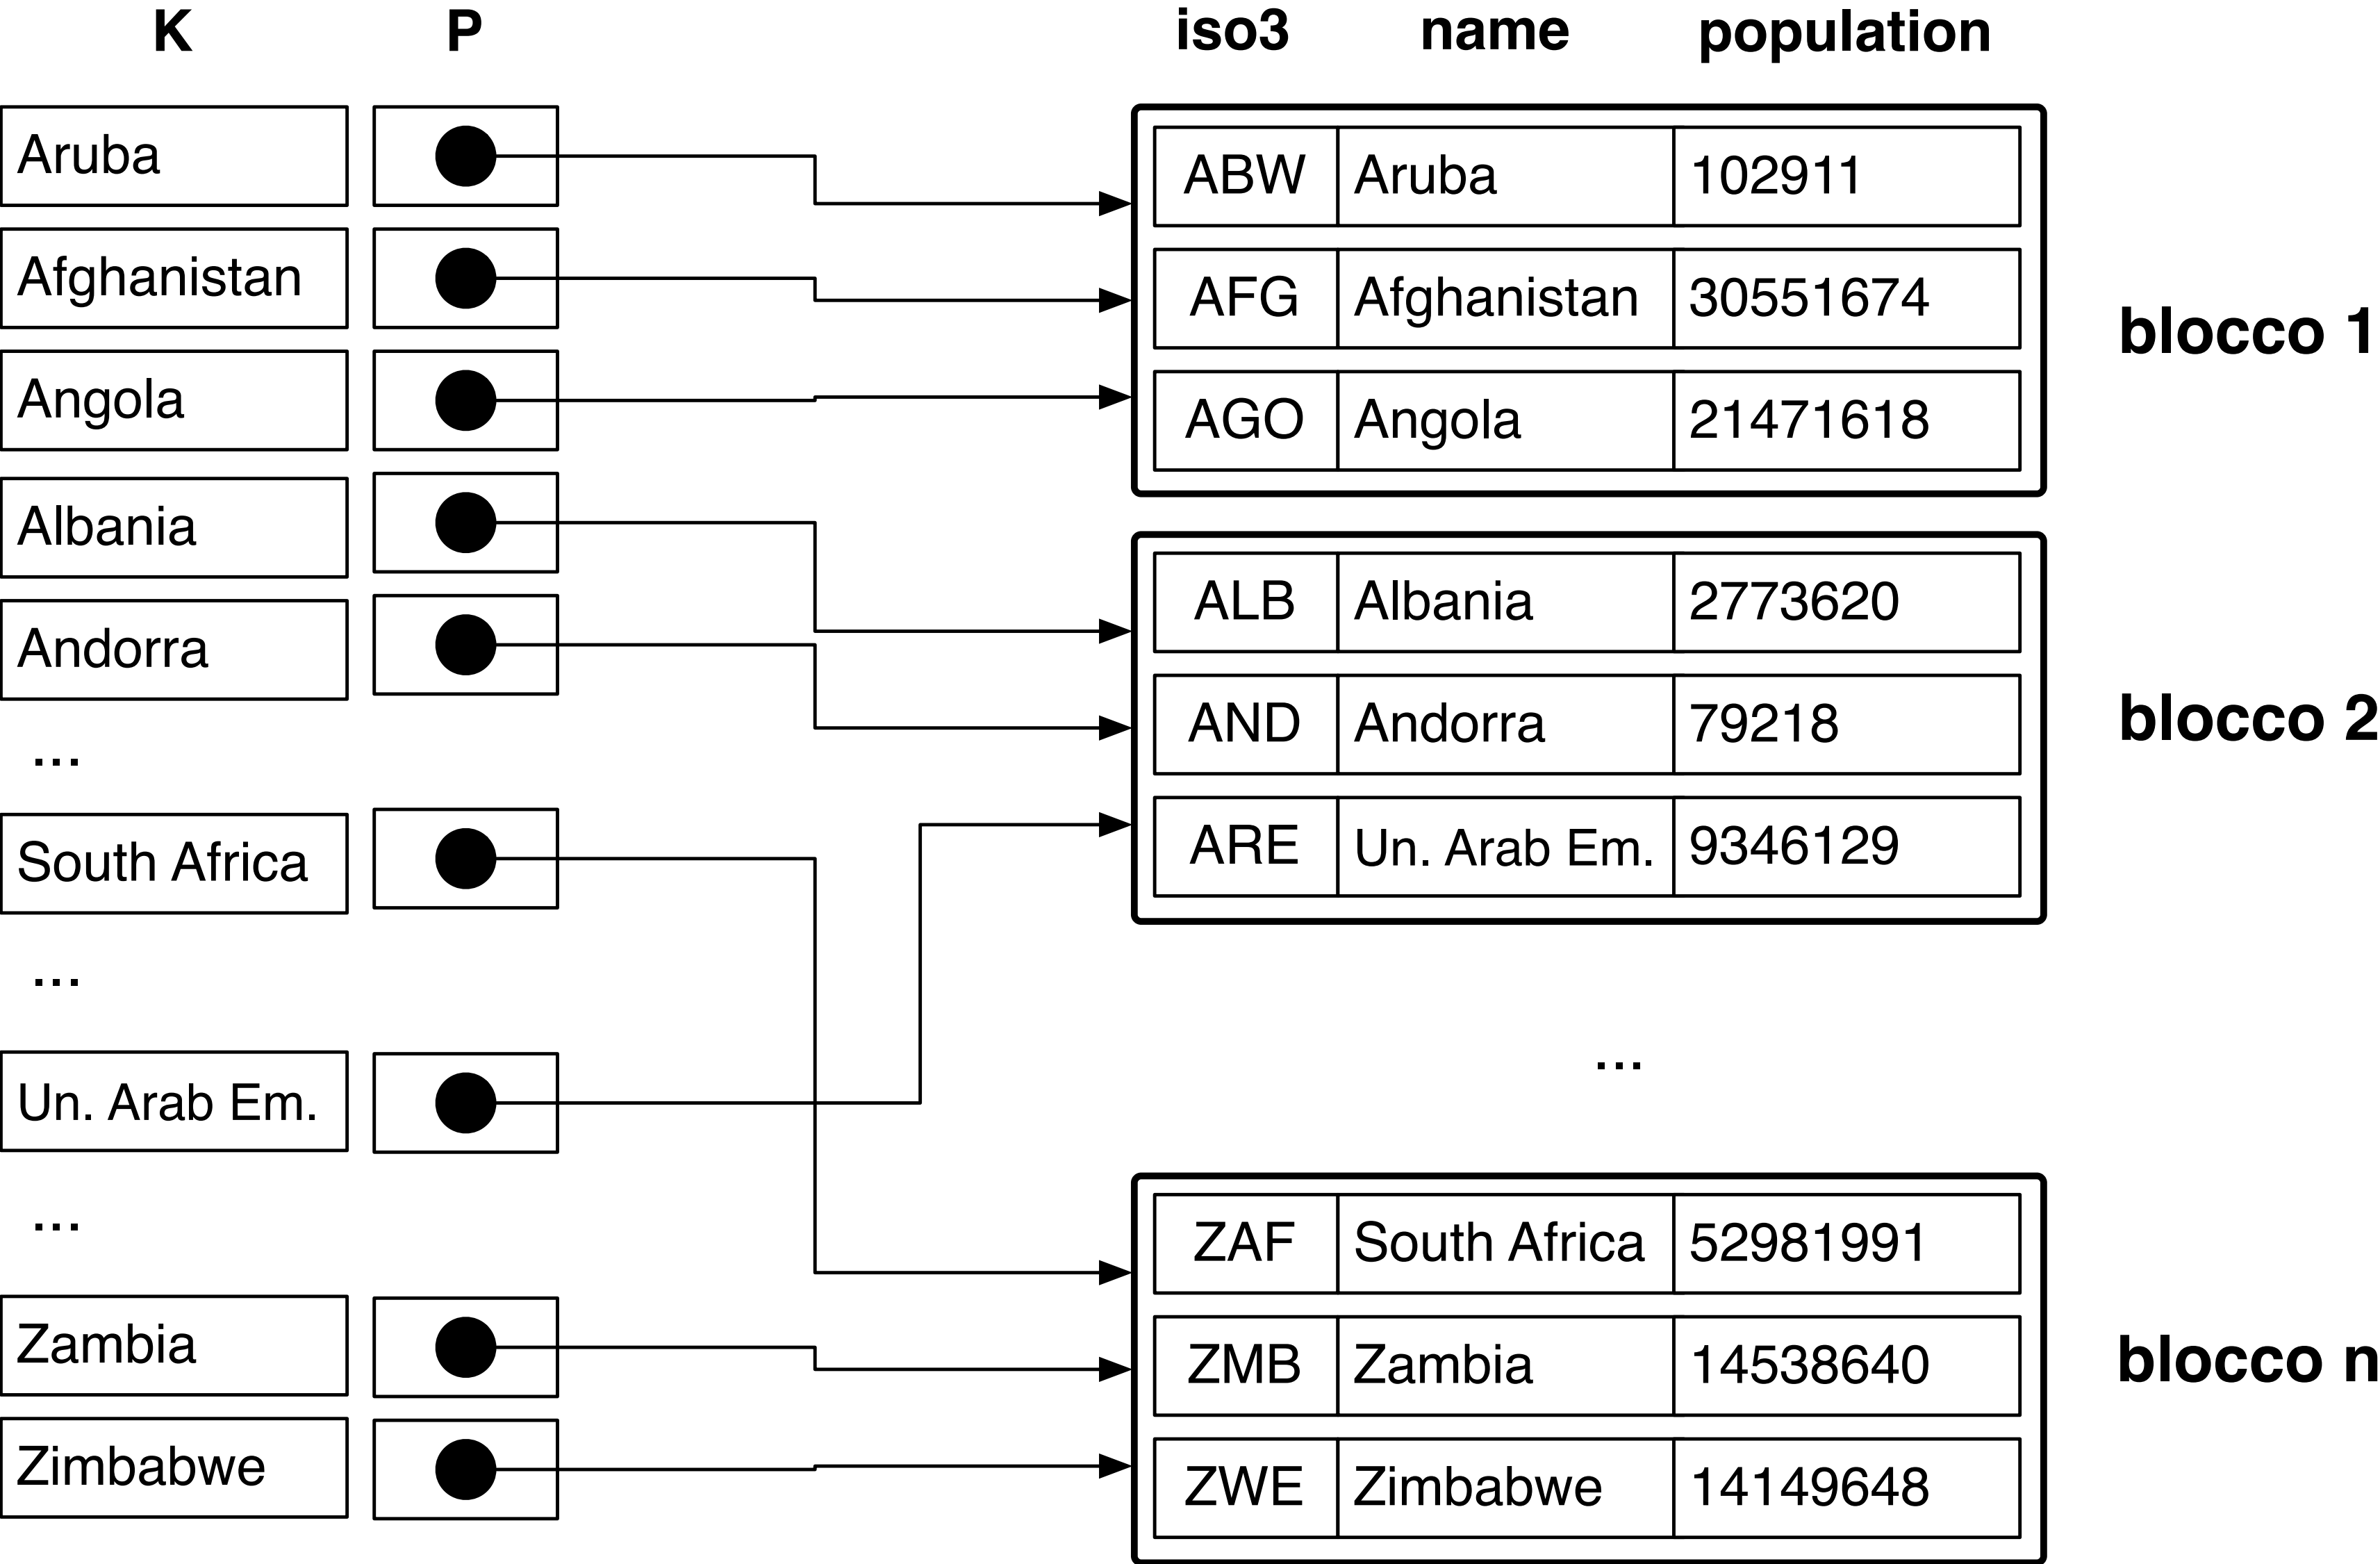 K P iso3 name population
Aruba
Afghanistan
Angola
Albania
Andorra
...
South Africa
...
Un. Arab Em.
...
Zambia
Zimbabwe
ABW Aruba 102911
AFG Afghanistan 30551674
AGO Angola 21471618
blocco 1
ALB Albania 2773620
AND Andorra 79218
ARE Un. Arab Em. 9346129
blocco 2
...
ZAF South Africa 52981991
ZMB Zambia 14538640
ZWE Zimbabwe 14149648
blocco n